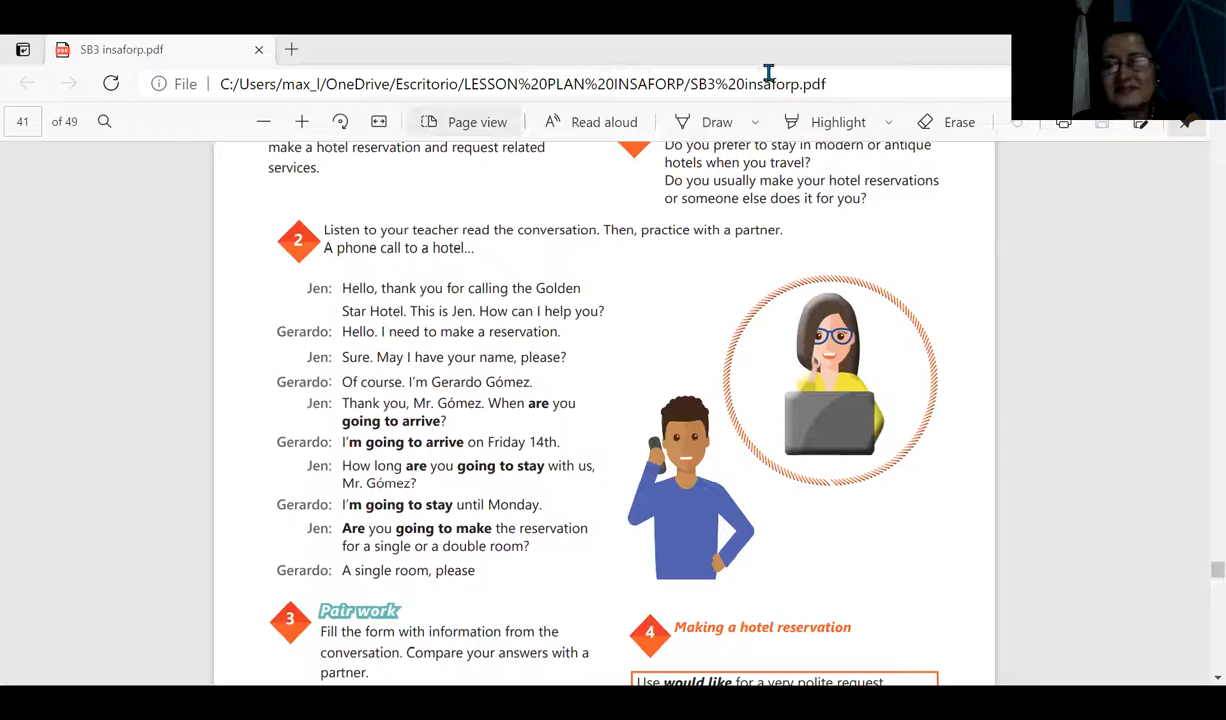 SB3 insaforp.pdf
File
C:/Users/max_l/OneDrive/Escritorio/LESSON%20PLAN%20INSAFORP/SB3%20insaforp.pdf
41
of 49
Page view
Read aloud
Draw
Highlight
Erase
make a hotel reservation and request related
services.
Do you prefer to stay in modern or antique
hotels when you travel?
Do you usually make your hotel reservations
or someone else does it for you?
2
Listen to your teacher read the conversation. Then, practice with a partner.
A phone call to a hotel...
Jen: Hello, thank you for calling the Golden
Star Hotel. This is Jen. How can I help you?
Gerardo: Hello. I need to make a reservation.
Jen: Sure. May I have your name, please?
Gerardo: Of course. I'm Gerardo Gómez.
Jen: Thank you, Mr. Gómez. When are you
going to arrive?
Gerardo: I'm going to arrive on Friday 14th.
Jen: How long are you going to stay with us,
Mr. Gómez?
Gerardo: I'm going to stay until Monday.
Jen: Are you going to make the reservation
for a single or a double room?
Gerardo: A single room, please
3
Pair work
Fill the form with information from the
conversation. Compare your answers with a
partner.
4
Making a hotel reservation
Use would like for a very polite request